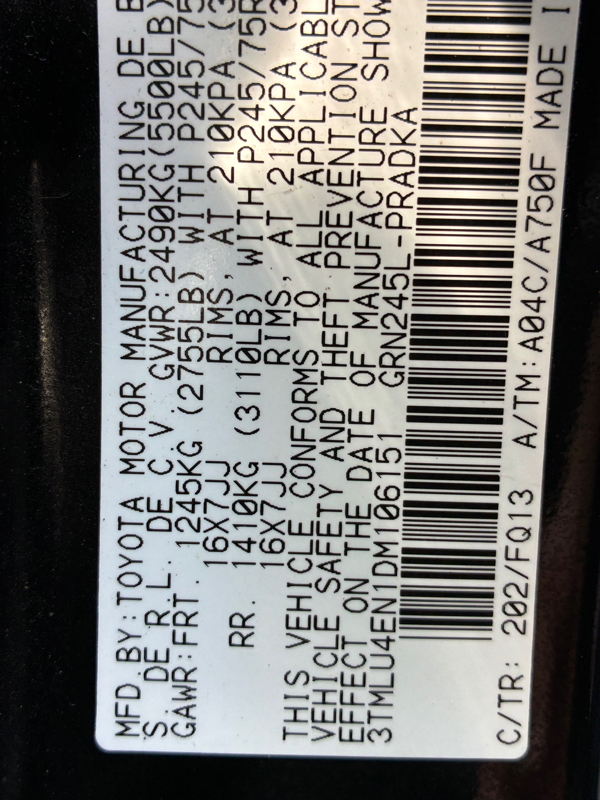 MFD.BY:TOYOTA MOTOR MANUFACTURING DE B
S. DE R.L. DE C.V GVWR:2490KG(5500LB)
GAWR:FRT. 1245KG (2755LB) WITH P245/75
16X7JJ RIMS, AT 210KPA (3
RR. 1410KG (3110LB) WITH P245/75R
16X7JJ RIMS, AT 210KPA (3
THIS VEHICLE CONFORMS TO ALL APPLICABL
VEHICLE SAFETY AND THEFT PREVENTION ST
EFFECT ON THE DATE OF MANUFACTURE SHOW
3TMLU4EN1DM106151 GRN245L-PRADKA
C/TR: 202/FQ13 A/TM:A04C/A750F MADE I